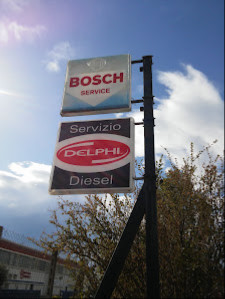 BOSCH
SERVICE
Servizio
DELPHI
Diesel